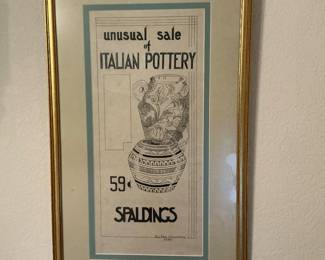 unusual sale
of
ITALIAN POTTERY
59¢
SPALDINGS